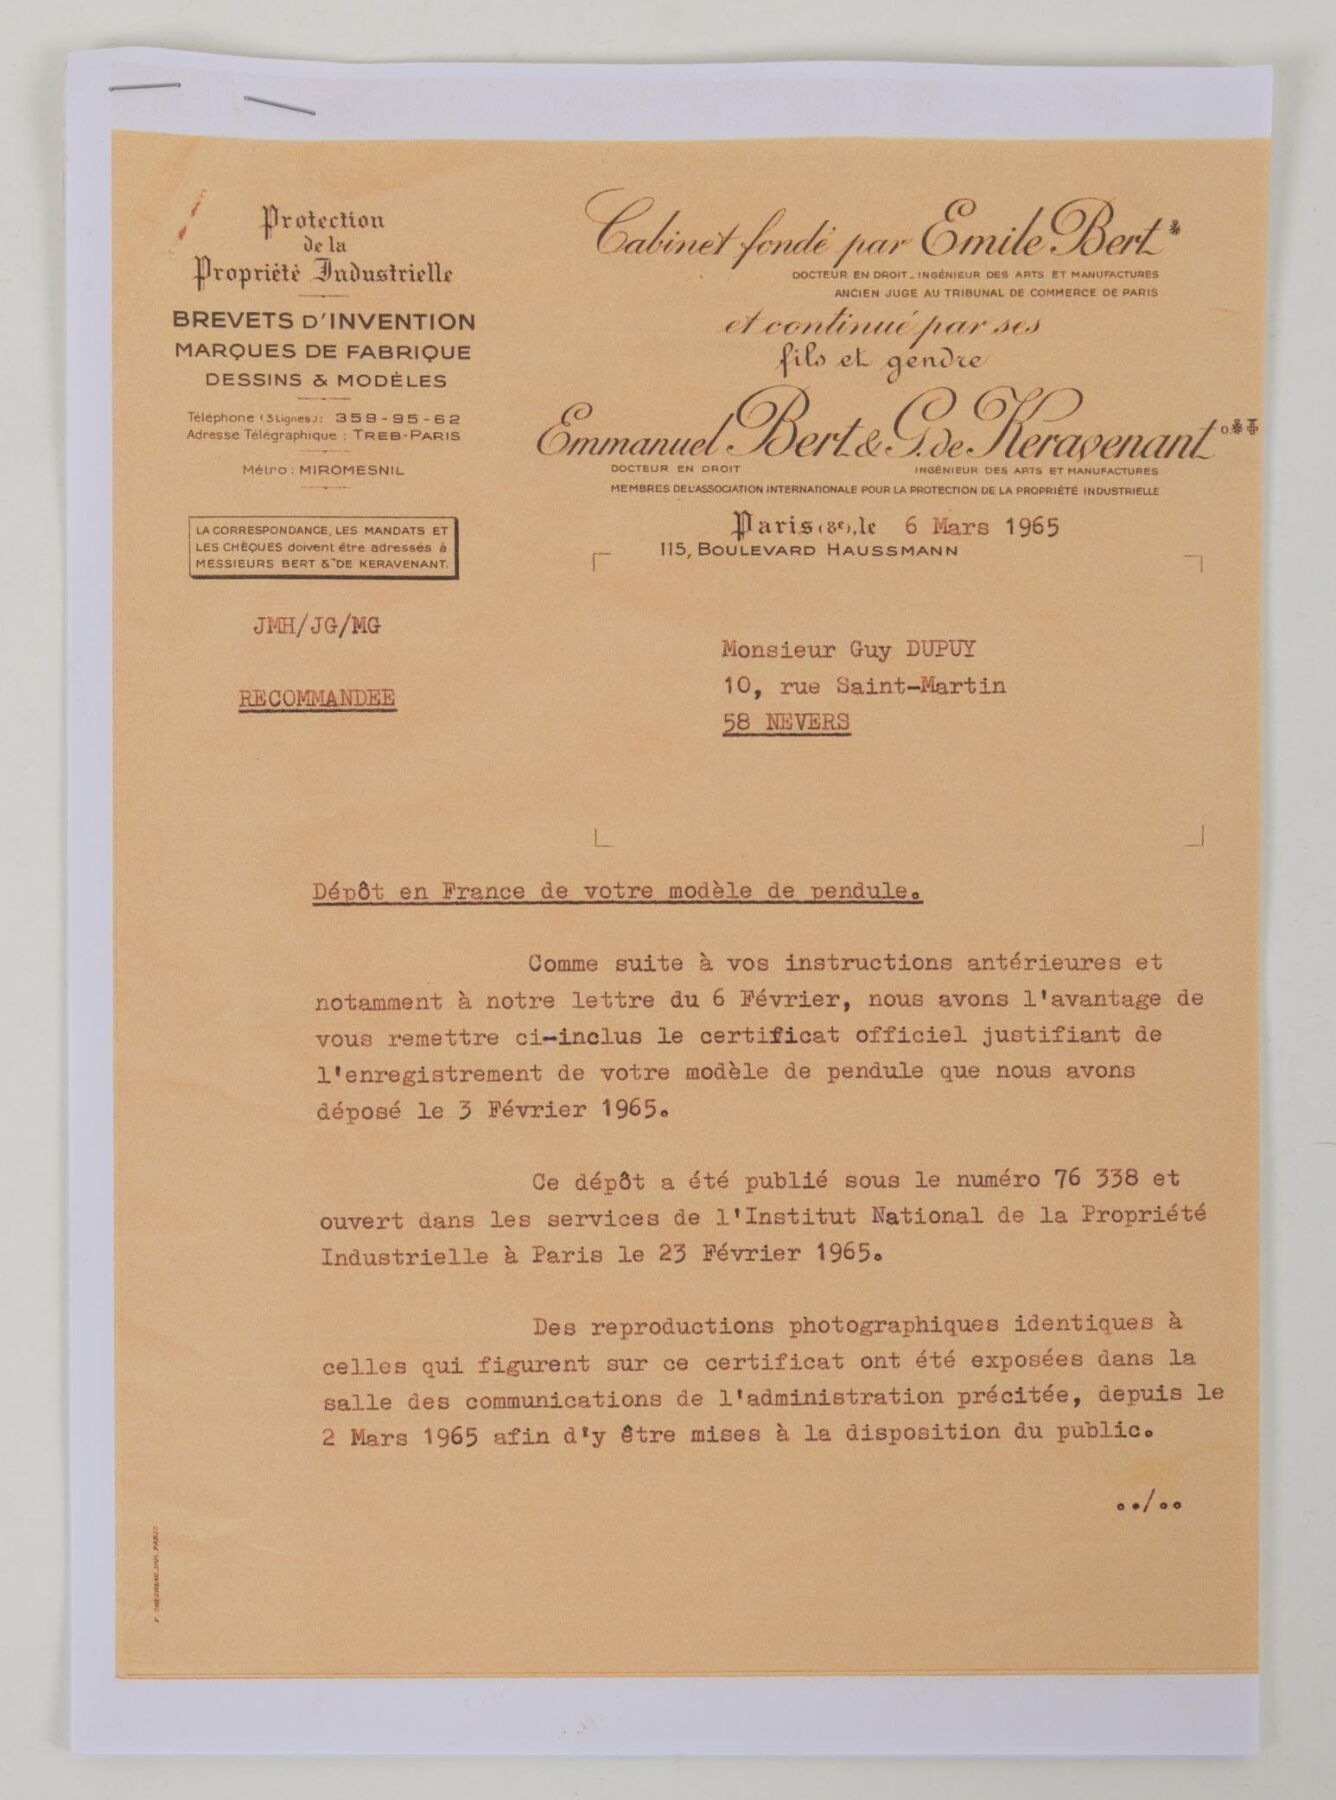 Protection
de la
Propriété Industrielle
BREVETS D'INVENTION
MARQUES DE FABRIQUE
DESSINS & MODÈLES
Téléphone (3 Lignes): 359-95-62
Adresse Télégraphique : TREB-PARIS
Métro : MIROMESNIL
LA CORRESPONDANCE, LES MANDATS ET
LES CHÈQUES doivent être adressés à
MESSIEURS BERT & DE KERAVENANT.
Cabinet fondé par Emile Bert
DOCTEUR EN DROIT - INGÉNIEUR DES ARTS ET MANUFACTURES
ANCIEN JUGE AU TRIBUNAL DE COMMERCE DE PARIS
et continué par ses
fils et gendre
Emmanuel Bert & G. de Keravenant
DOCTEUR EN DROIT INGÉNIEUR DES ARTS ET MANUFACTURES
MEMBRES DE L'ASSOCIATION INTERNATIONALE POUR LA PROTECTION DE LA PROPRIÉTÉ INDUSTRIELLE
Paris (8e), le 6 Mars 1965
115, BOULEVARD HAUSSMANN
JMH/JG/MG
RECOMMANDEE
Monsieur Guy DUPUY
10, rue Saint-Martin
58 NEVERS
Dépôt en France de votre modèle de pendule.
Comme suite à vos instructions antérieures et
notamment à notre lettre du 6 Février, nous avons l'avantage de
vous remettre ci-inclus le certificat officiel justifiant de
l'enregistrement de votre modèle de pendule que nous avons
déposé le 3 Février 1965.
Ce dépôt a été publié sous le numéro 76 338 et
ouvert dans les services de l'Institut National de la Propriété
Industrielle à Paris le 23 Février 1965.
Des reproductions photographiques identiques à
celles qui figurent sur ce certificat ont été exposées dans la
salle des communications de l'administration précitée, depuis le
2 Mars 1965 afin d'y être mises à la disposition du public.
../..